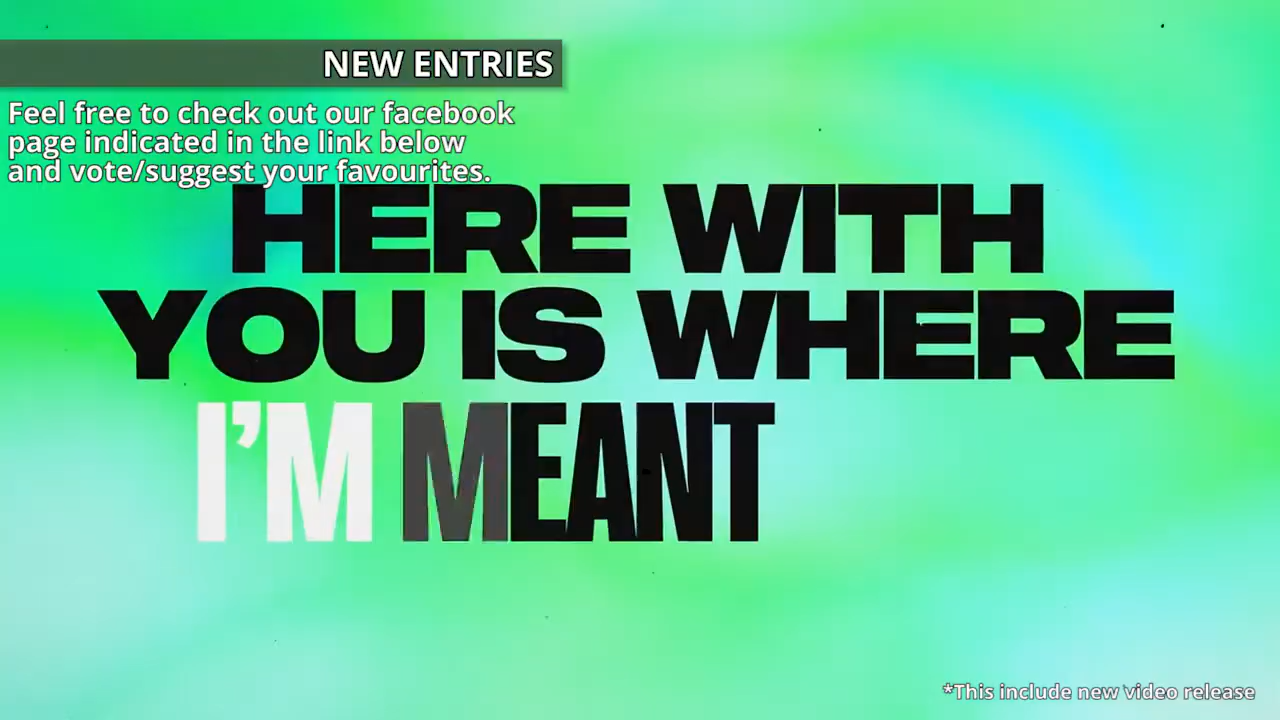 NEW ENTRIES
Feel free to check out our facebook
page indicated in the link below
and vote/suggest your favourites.
HERE WITH
YOU IS WHERE
I'M MEANT
*This include new video release